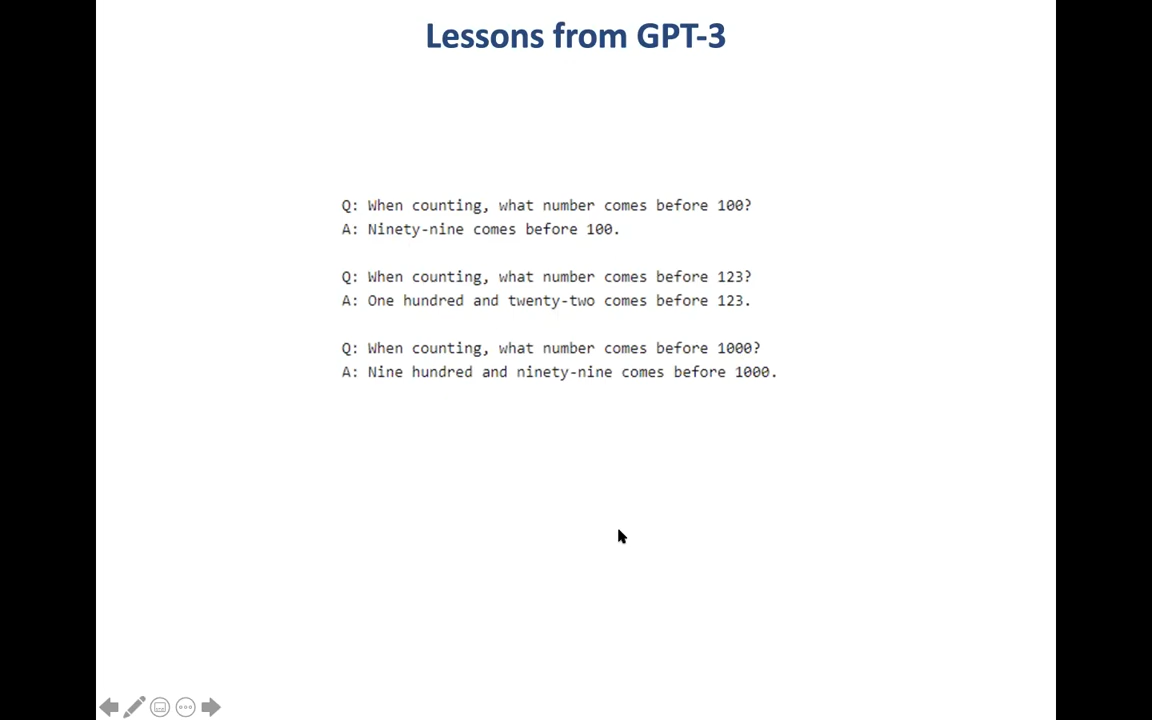 Lessons from GPT-3
Q: When counting, what number comes before 100?
A: Ninety-nine comes before 100.
Q: When counting, what number comes before 123?
A: One hundred and twenty-two comes before 123.
Q: When counting, what number comes before 1000?
A: Nine hundred and ninety-nine comes before 1000.